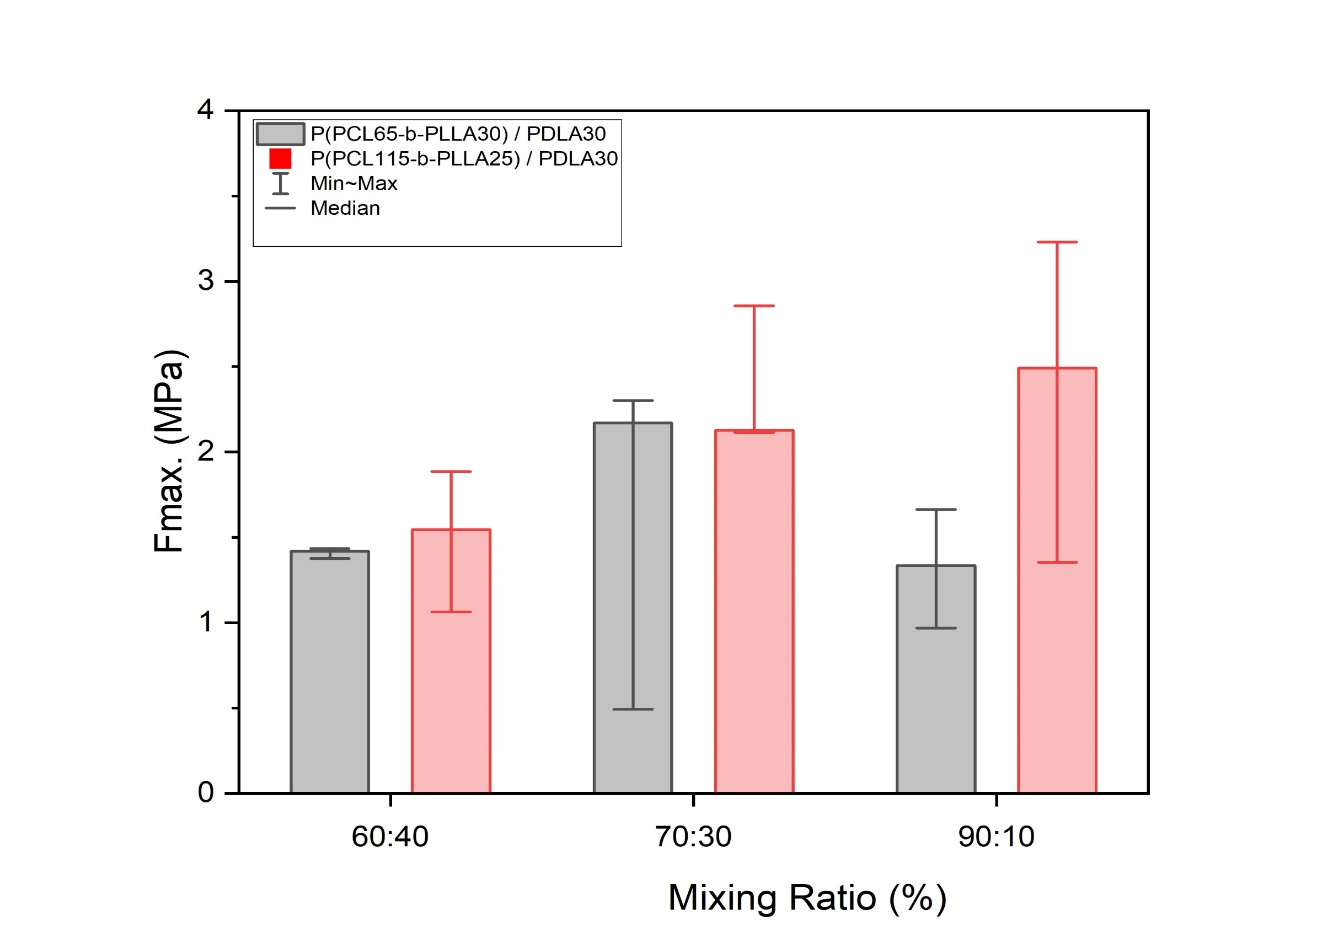 4
P(PCL65-b-PLLA30) / PDLA30
P(PCL115-b-PLLA25) / PDLA30
Min~Max
Median
3
Fmax. (MPa)
2
1
0
60:40
70:30
90:10
Mixing Ratio (%)